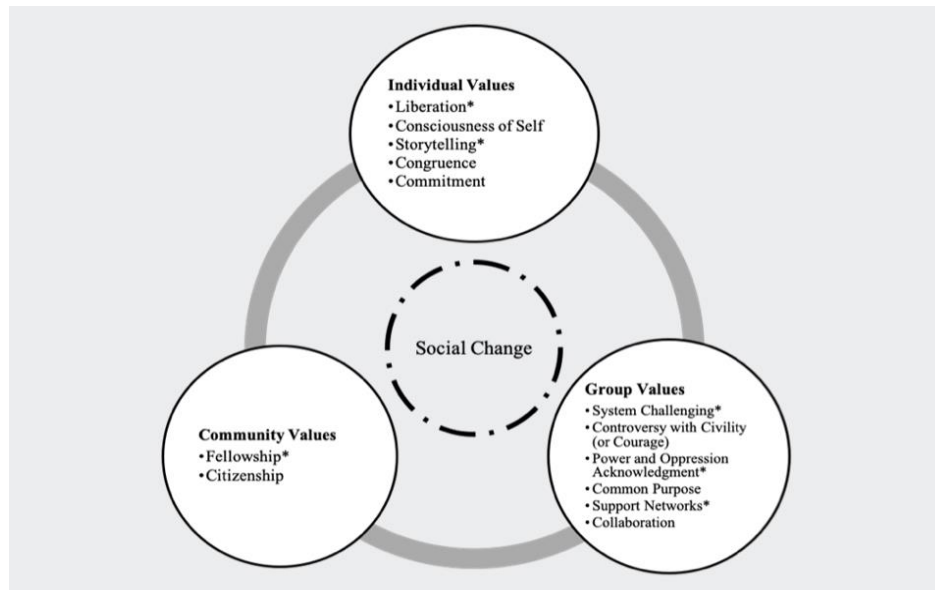 Individual Values
•Liberation*
•Consciousness of Self
•Storytelling*
•Congruence
•Commitment
Social Change
Community Values
•Fellowship*
•Citizenship
Group Values
•System Challenging*
•Controversy with Civility
(or Courage)
•Power and Oppression
Acknowledgment*
•Common Purpose
•Support Networks*
•Collaboration